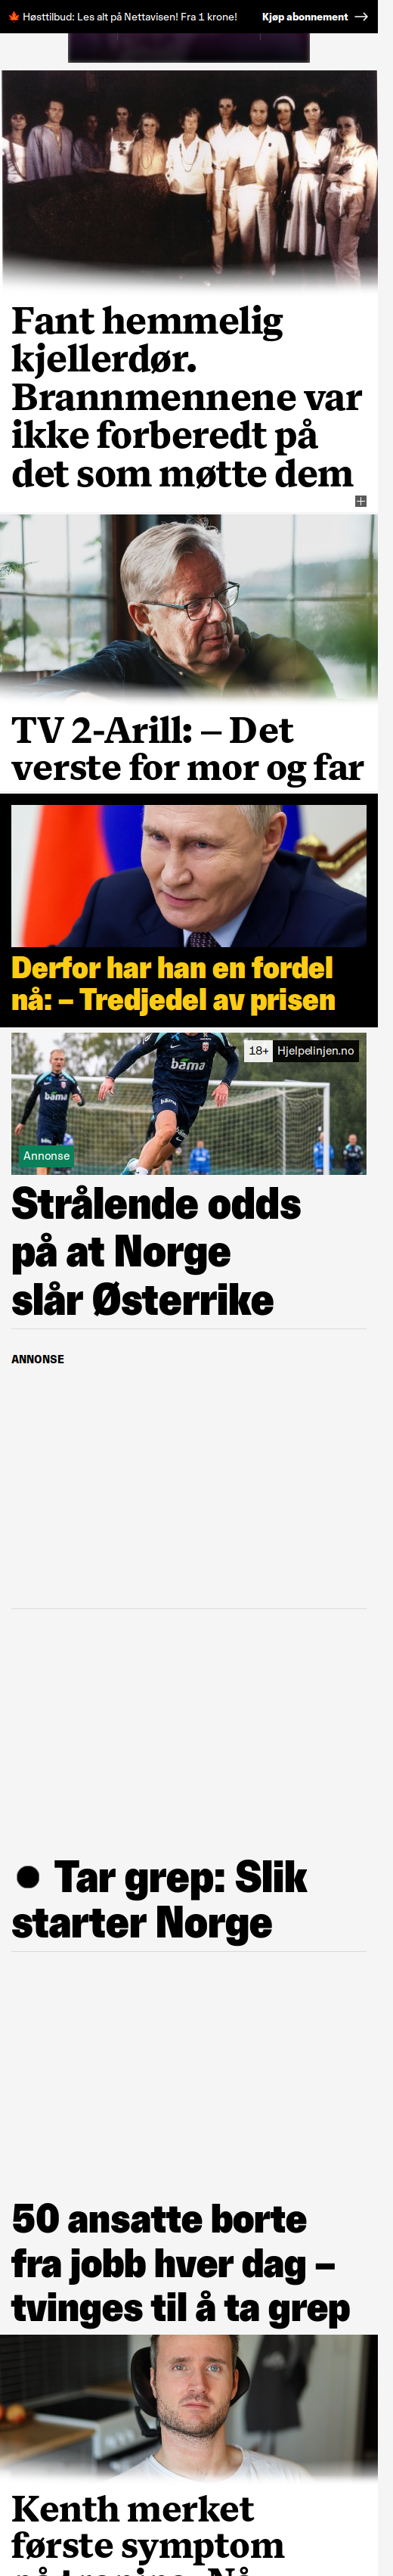 🍁 Høsttilbud: Les alt på Nettavisen! Fra 1 krone! Kjøp abonnement →
Fant hemmelig
kjellerdør.
Brannmennene var
ikke forberedt på
det som møtte dem
TV 2-Arill: – Det
verste for mor og far
Derfor har han en fordel
nå: – Tredjedel av prisen
18+ Hjelpelinjen.no
bama
bama
Annonse
Strålende odds
på at Norge
slår Østerrike
ANNONSE
● Tar grep: Slik
starter Norge
50 ansatte borte
fra jobb hver dag –
tvinges til å ta grep
Kenth merket
første symptom